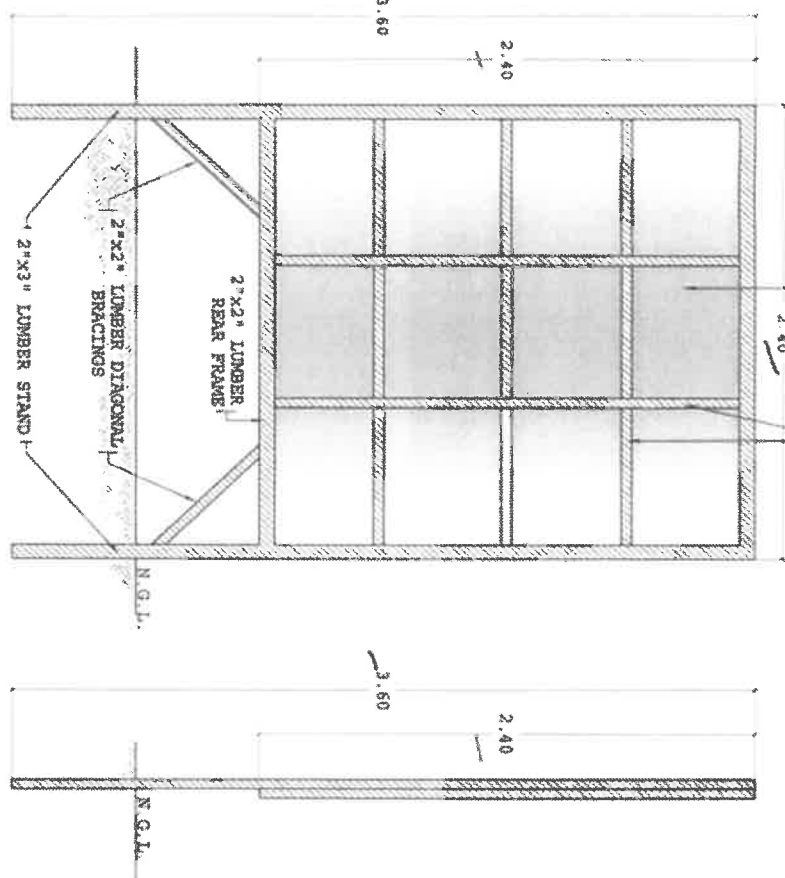 3.60
2.40
2.40
2"x2" LUMBER
REAR FRAME
2"x2" LUMBER DIAGONAL
BRACINGS
2"x3" LUMBER STAND
N.G.L.
3.60
2.40
N.G.L.